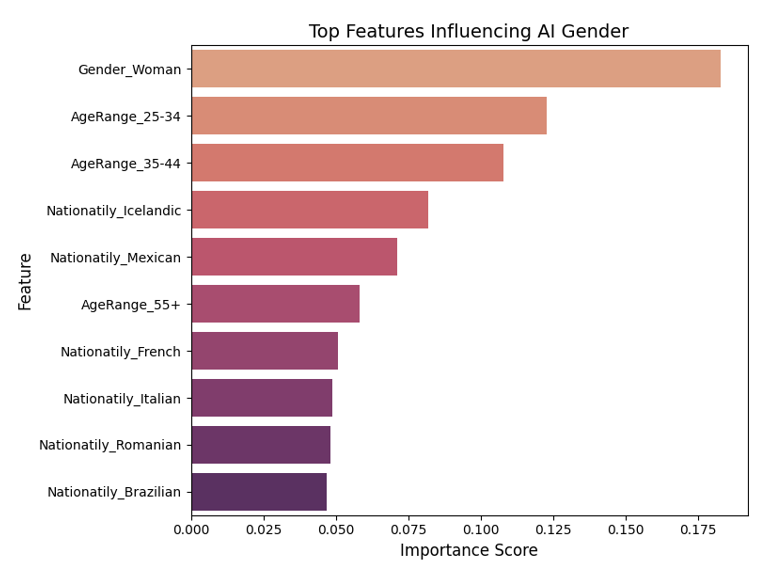 Top Features Influencing AI Gender
Gender_Woman
AgeRange_25-34
AgeRange_35-44
Nationatily_Icelandic
Nationatily_Mexican
AgeRange_55+
Nationatily_French
Nationatily_Italian
Nationatily_Romanian
Nationatily_Brazilian
Feature
0.000 0.025 0.050 0.075 0.100 0.125 0.150 0.175
Importance Score